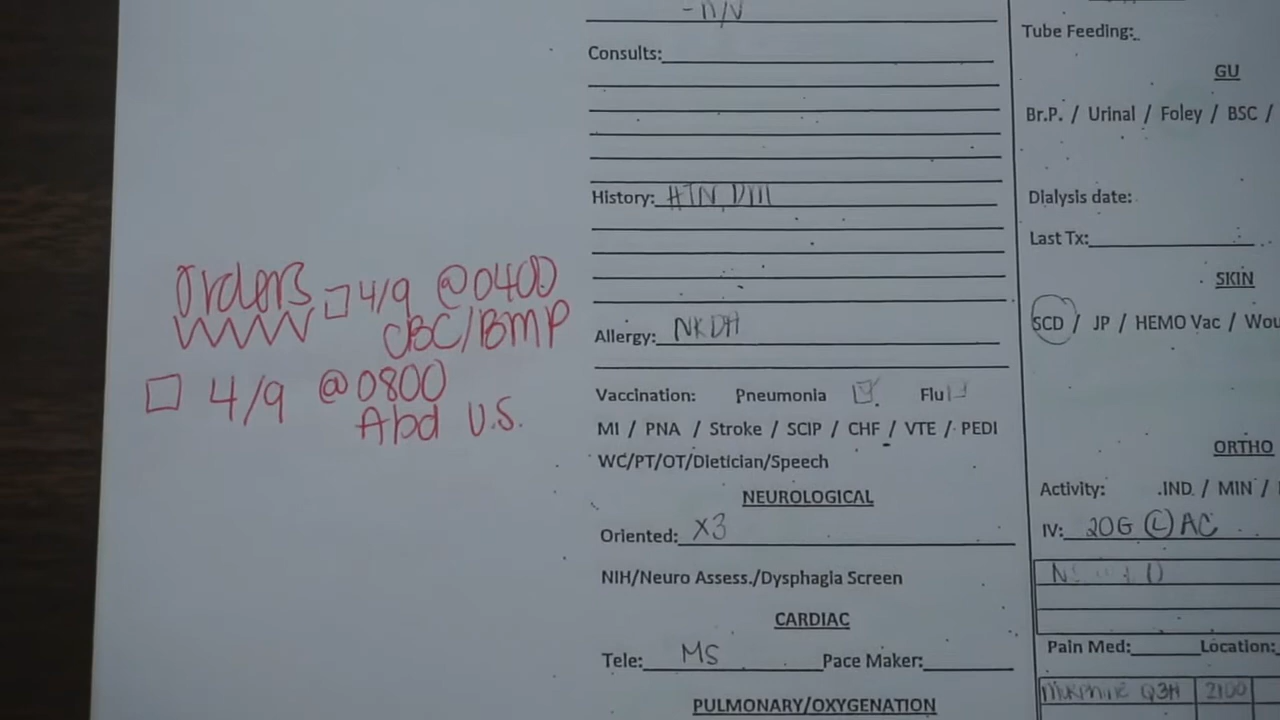 - N/V
Consults:
History: HTN, DM
Allergy: NKDA
Vaccination: Pneumonia Flu
MI / PNA / Stroke / SCIP / CHF / VTE / PEDI
WC/PT/OT/Dietician/Speech
NEUROLOGICAL
Oriented: X3
NIH/Neuro Assess./Dysphagia Screen
CARDIAC
Tele: MS Pace Maker:
PULMONARY/OXYGENATION
Orders
4/9 @0400
CBC/BMP
4/9 @0800
Abd U.S.
Tube Feeding:
GU
Br.P. / Urinal / Foley / BSC /
Dialysis date:
Last Tx:
SKIN
SCD / JP / HEMO Vac /
ORTHO
Activity: .IND / MIN /
IV: 20G (L) AC
Pain Med: Location:
Morphine Q3H 2100